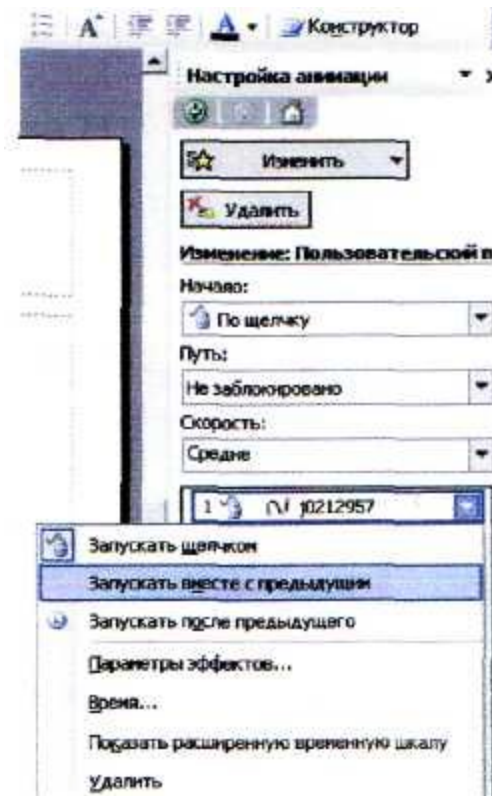 Конструктор
Настройка анимации
Изменить
Удалить
Изменение: Пользовательский п
Начало:
По щелчку
Путь:
Не заблокировано
Скорость:
Средне
1 j0212957
Запускать щелчком
Запускать вместе с предыдущим
Запускать после предыдущего
Параметры эффектов...
Время...
Показать расширенную временную шкалу
Удалить